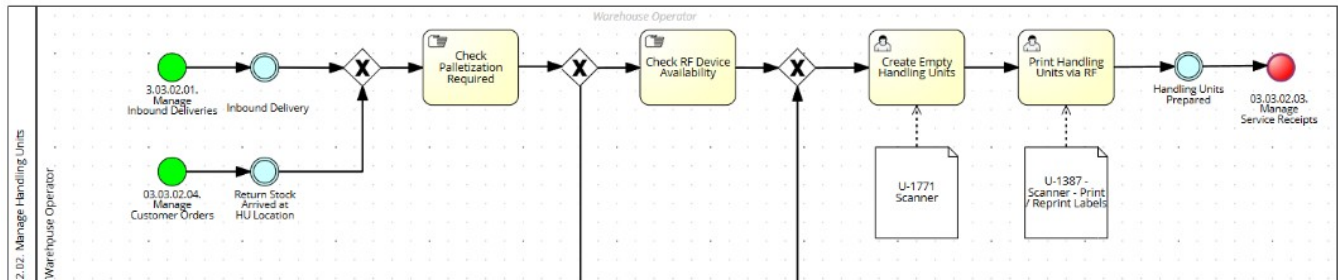 Warehouse Operator
2.02. Manage Handling Units
Warehouse Operator
3.03.02.01.
Manage
Inbound Deliveries
Inbound Delivery
X
Check
Palletization
Required
X
Check RF Device
Availability
X
Create Empty
Handling Units
Print Handling
Units via RF
Handling Units
Prepared
03.03.02.03.
Manage
Service Receipts
03.03.02.04.
Manage
Customer Orders
Return Stock
Arrived at
HU Location
U-1771
Scanner
U-1387 -
Scanner - Print
/ Reprint Labels